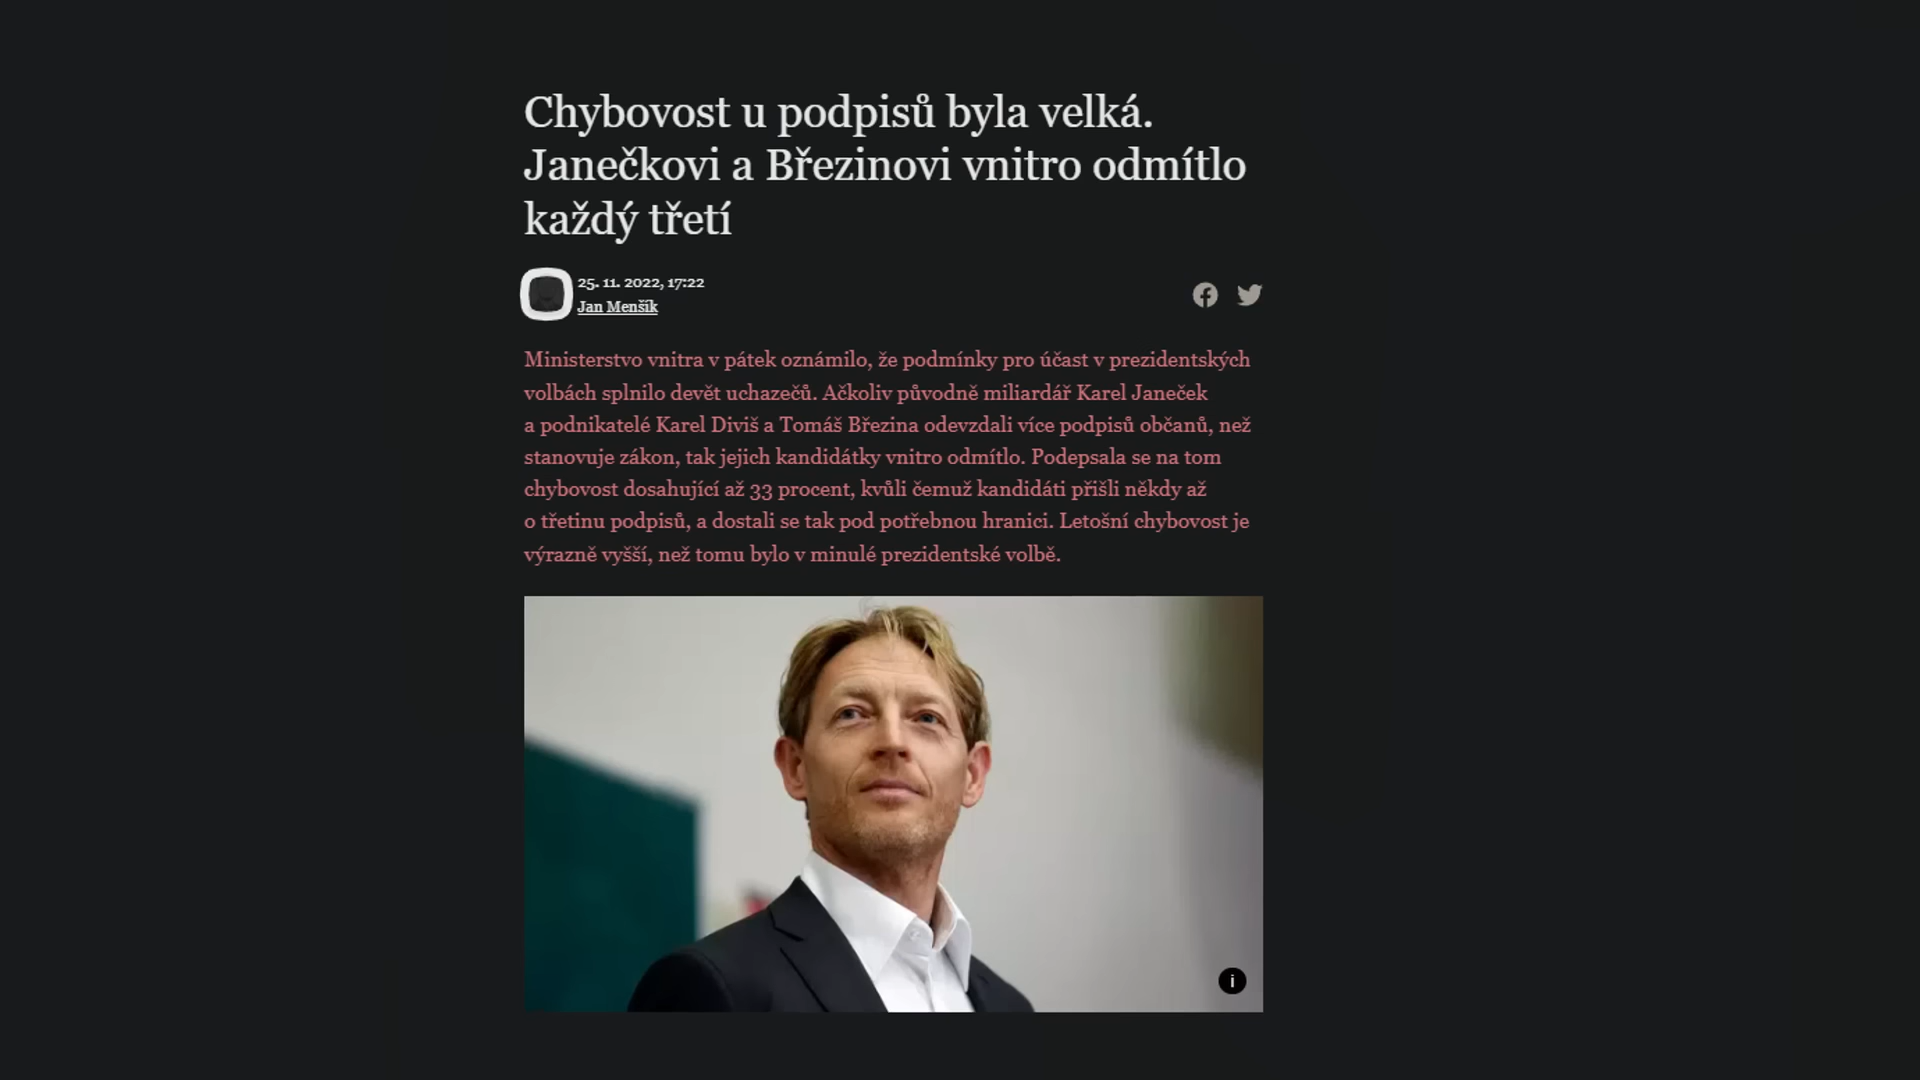 Chybovost u podpisů byla velká.
Janečkovi a Březinovi vnitro odmítlo
každý třetí
25. 11. 2022, 17:22
Jan Menšík
Ministerstvo vnitra v pátek oznámilo, že podmínky pro účast v prezidentských
volbách splnilo devět uchazečů. Ačkoliv původně miliardář Karel Janeček
a podnikatelé Karel Diviš a Tomáš Březina odevzdali více podpisů občanů, než
stanovuje zákon, tak jejich kandidátky vnitro odmítlo. Podepsala se na tom
chybovost dosahující až 33 procent, kvůli čemuž kandidáti přišli někdy až
o třetinu podpisů, a dostali se tak pod potřebnou hranici. Letošní chybovost je
výrazně vyšší, než tomu bylo v minulé prezidentské volbě.
i